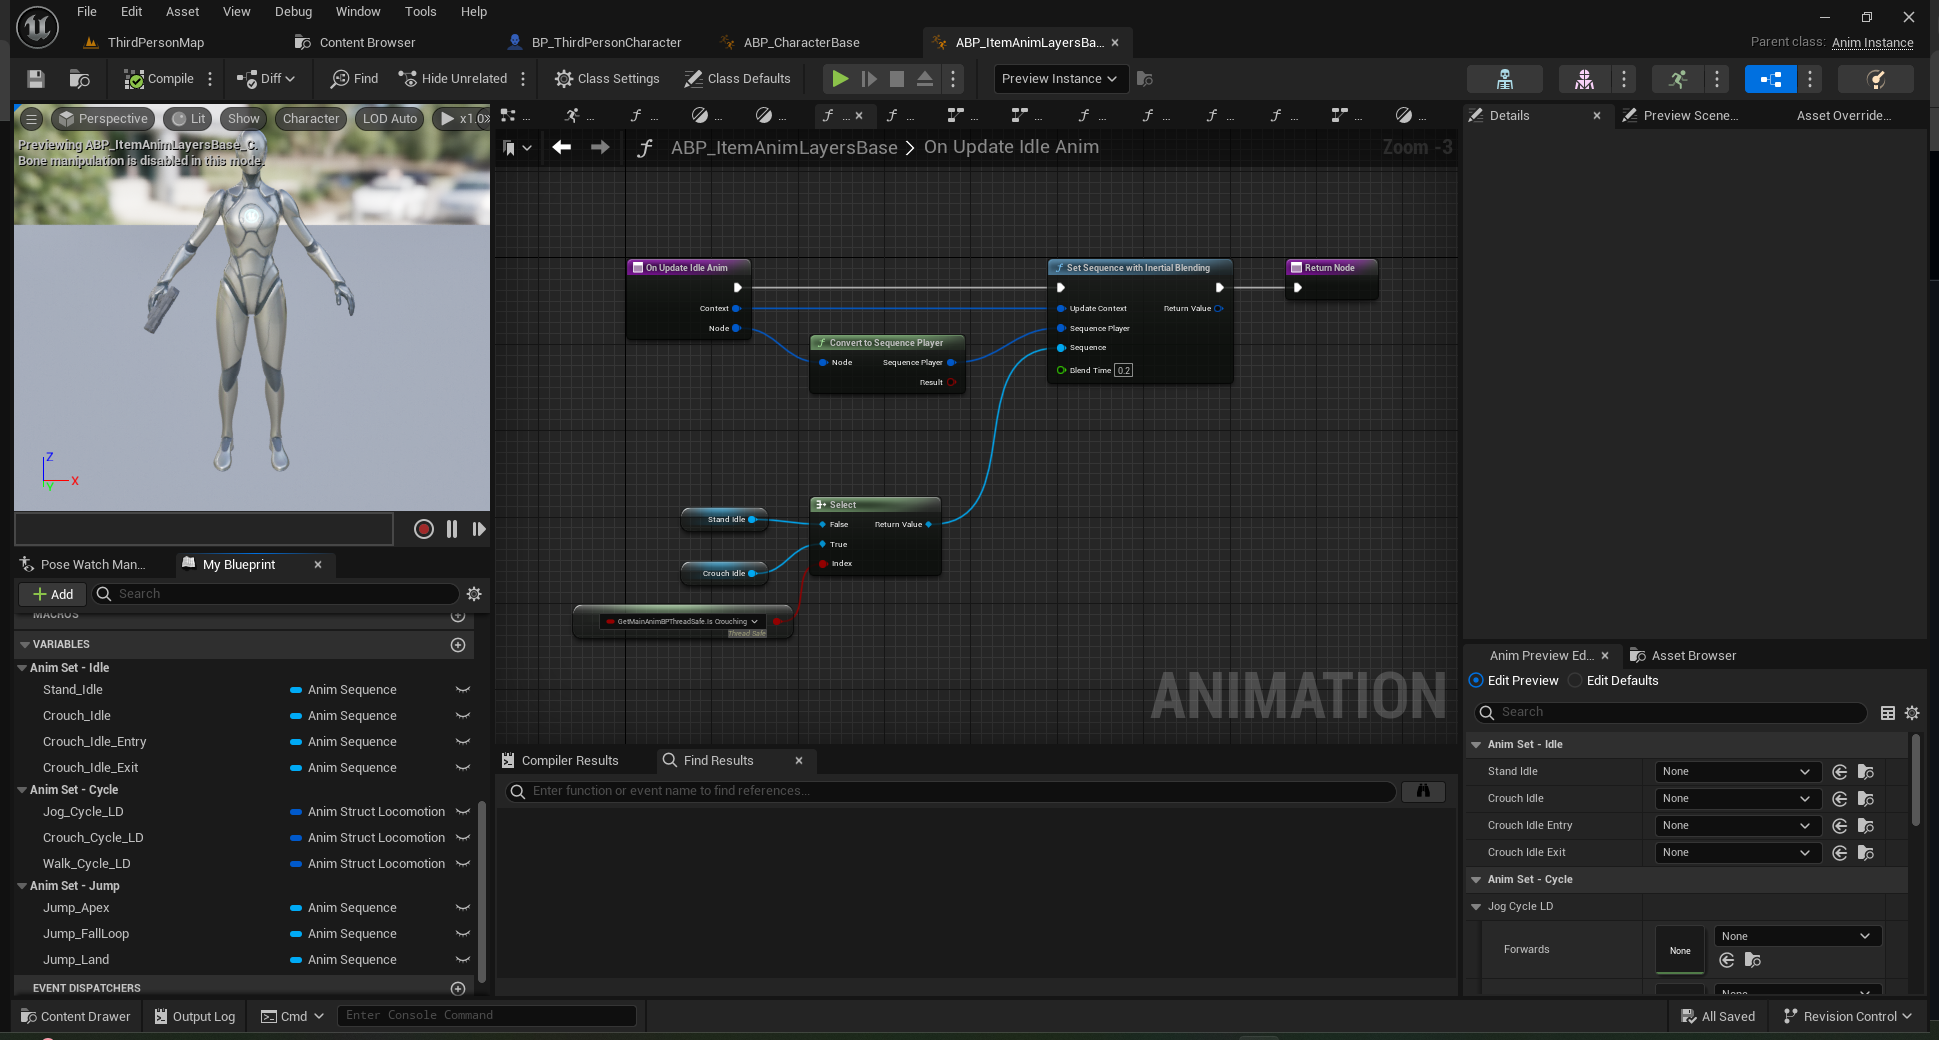 File Edit Asset View Debug Window Tools Help
ThirdPersonMap Content Browser BP_ThirdPersonCharacter ABP_CharacterBase ABP_ItemAnimLayersBa...
Parent class: Anim Instance
Compile Diff Find Hide Unrelated Class Settings Class Defaults Preview Instance
Perspective Lit Show Character LOD Auto x1.0
Previewing ABP_ItemAnimLayersBase_C.
Bone manipulation is disabled in this mode.
Z
X
Y
ABP_ItemAnimLayersBase > On Update Idle Anim
Zoom -3
On Update Idle Anim
Context
Node
Convert to Sequence Player
Node Sequence Player
Result
Set Sequence with Inertial Blending
Update Context Return Value
Sequence Player
Sequence
Blend Time 0.2
Return Node
Stand Idle
Crouch Idle
Select
False Return Value
True
Index
GetMainAnimBPThreadSafe.Is Crouching
Thread Safe
ANIMATION
Pose Watch Man... My Blueprint
Add Search
MACROS
VARIABLES
Anim Set - Idle
Stand_Idle Anim Sequence
Crouch_Idle Anim Sequence
Crouch_Idle_Entry Anim Sequence
Crouch_Idle_Exit Anim Sequence
Anim Set - Cycle
Jog_Cycle_LD Anim Struct Locomotion
Crouch_Cycle_LD Anim Struct Locomotion
Walk_Cycle_LD Anim Struct Locomotion
Anim Set - Jump
Jump_Apex Anim Sequence
Jump_FallLoop Anim Sequence
Jump_Land Anim Sequence
EVENT DISPATCHERS
Compiler Results Find Results
Enter function or event name to find references...
Details Preview Scene... Asset Override...
Anim Preview Ed... Asset Browser
Edit Preview Edit Defaults
Search
Anim Set - Idle
Stand Idle None
Crouch Idle None
Crouch Idle Entry None
Crouch Idle Exit None
Anim Set - Cycle
Jog Cycle LD
Forwards None None
None
Content Drawer Output Log Cmd Enter Console Command All Saved Revision Control